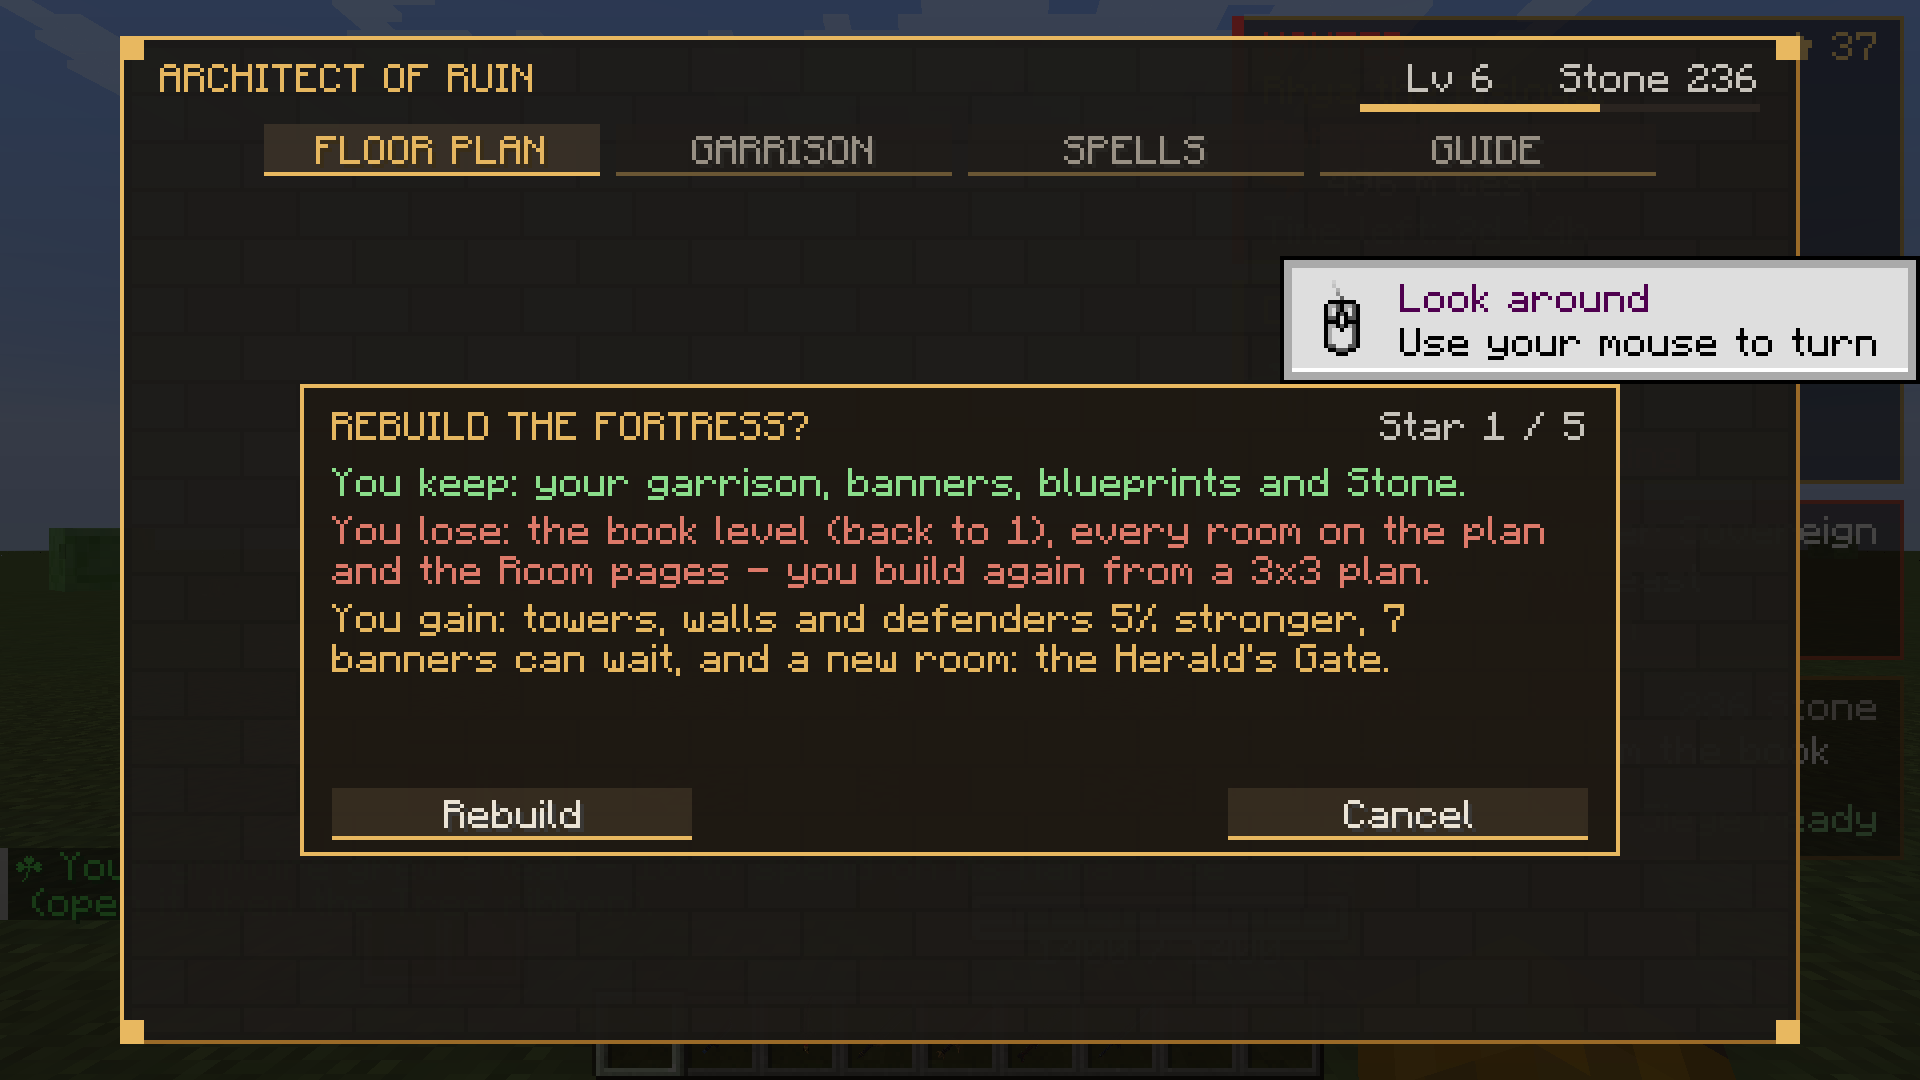 ARCHITECT OF RUIN
Lv 6 Stone 236
37
FLOOR PLAN GARRISON SPELLS GUIDE
Look around
Use your mouse to turn
REBUILD THE FORTRESS? Star 1 / 5
You keep: your garrison, banners, blueprints and Stone.
You lose: the book level (back to 1), every room on the plan
and the Room pages - you build again from a 3x3 plan.
You gain: towers, walls and defenders 5% stronger, 7
banners can wait, and a new room: the Herald's Gate.
Rebuild Cancel
You
(ope